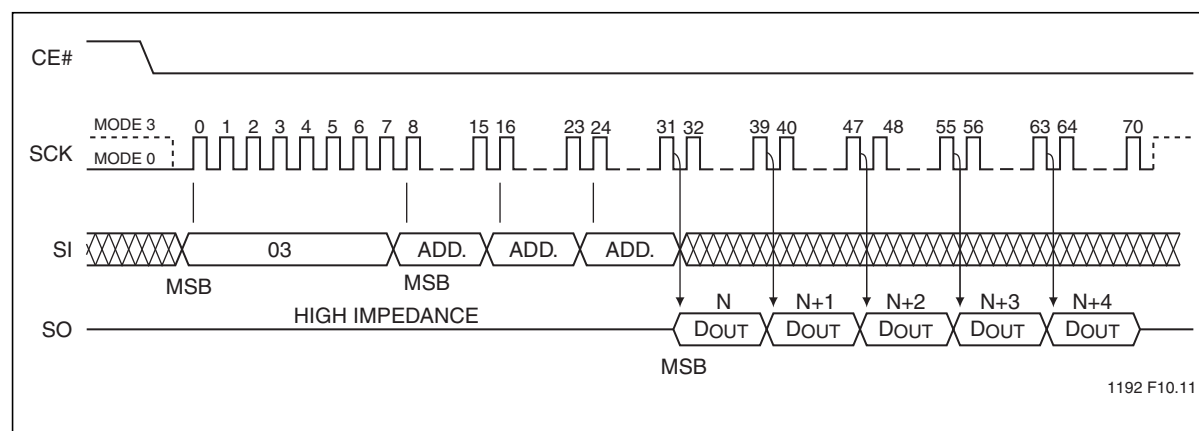 CE#
MODE 3
0 1 2 3 4 5 6 7 8 15 16 23 24 31 32 39 40 47 48 55 56 63 64 70
SCK
MODE 0
SI
03 ADD. ADD. ADD.
MSB MSB
HIGH IMPEDANCE
N N+1 N+2 N+3 N+4
SO
DOUT DOUT DOUT DOUT DOUT
MSB
1192 F10.11